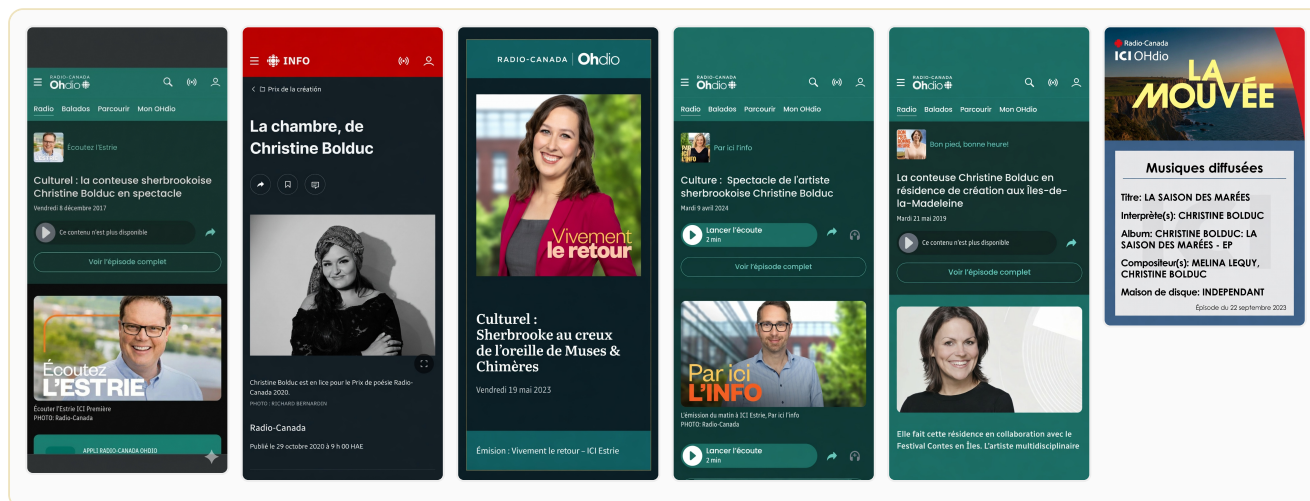 RADIO-CANADA
OHdio
Radio Balados Parcourir Mon OHdio
Écoutez l'Estrie
Culturel : la conteuse sherbrookoise
Christine Bolduc en spectacle
Vendredi 8 décembre 2017
Ce contenu n'est plus disponible
Voir l'épisode complet
Écoutez
L'ESTRIE
Écouter l'Estrie ICI Première
PHOTO: Radio-Canada
APPLI RADIO-CANADA OHDIO
INFO
Prix de la création
La chambre, de
Christine Bolduc
Christine Bolduc est en lice pour le Prix de poésie Radio-
Canada 2020.
PHOTO : RICHARD BERNARDIN
Radio-Canada
Publié le 29 octobre 2020 à 9 h 00 HAE
RADIO-CANADA | Ohdio
Vivement
le retour
Culturel :
Sherbrooke au creux
de l'oreille de Muses &
Chimères
Vendredi 19 mai 2023
Émision : Vivement le retour – ICI Estrie
RADIO-CANADA
OHdio
Radio Balados Parcourir Mon OHdio
PAR ICI L'INFO
Par ici l'info
Culture : Spectacle de l'artiste
sherbrookoise Christine Bolduc
Mardi 9 avril 2024
Lancer l'écoute
2 min
Voir l'épisode complet
Par ici
L'INFO
L'émission du matin à ICI Estrie, Par ici l'info
PHOTO: Radio-Canada
Lancer l'écoute
2 min
RADIO-CANADA
OHdio
Radio Balados Parcourir Mon OHdio
Bon pied, bonne heure!
La conteuse Christine Bolduc en
résidence de création aux Îles-de-
la-Madeleine
Mardi 21 mai 2019
Ce contenu n'est plus disponible
Voir l'épisode complet
Elle fait cette résidence en collaboration avec le
Festival Contes en Îles. L'artiste multidisciplinaire
Radio-Canada
ICI OHdio
LA
MOUVÉE
Musiques diffusées
Titre: LA SAISON DES MARÉES
Interprète(s): CHRISTINE BOLDUC
Album: CHRISTINE BOLDUC: LA
SAISON DES MARÉES - EP
Compositeur(s): MELINA LEQUY,
CHRISTINE BOLDUC
Maison de disque: INDEPENDANT
Épisode du 22 septembre 2023